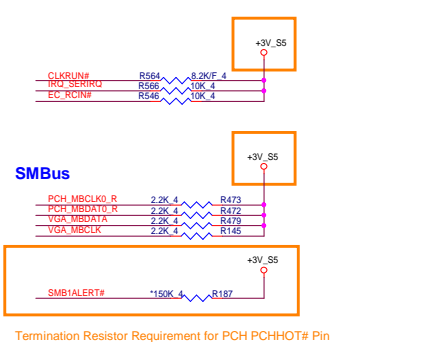 +3V_S5
CLKRUN# R564 8.2K/F_4
IRQ_SERIRQ R566 10K_4
EC_RCIN# R546 10K_4
+3V_S5
SMBus
PCH_MBCLK0_R 2.2K_4 R473
PCH_MBDAT0_R 2.2K_4 R472
VGA_MBDATA 2.2K_4 R479
VGA_MBCLK 2.2K_4 R145
+3V_S5
SMB1ALERT# *150K_4 R187
Termination Resistor Requirement for PCH PCHHOT# Pin